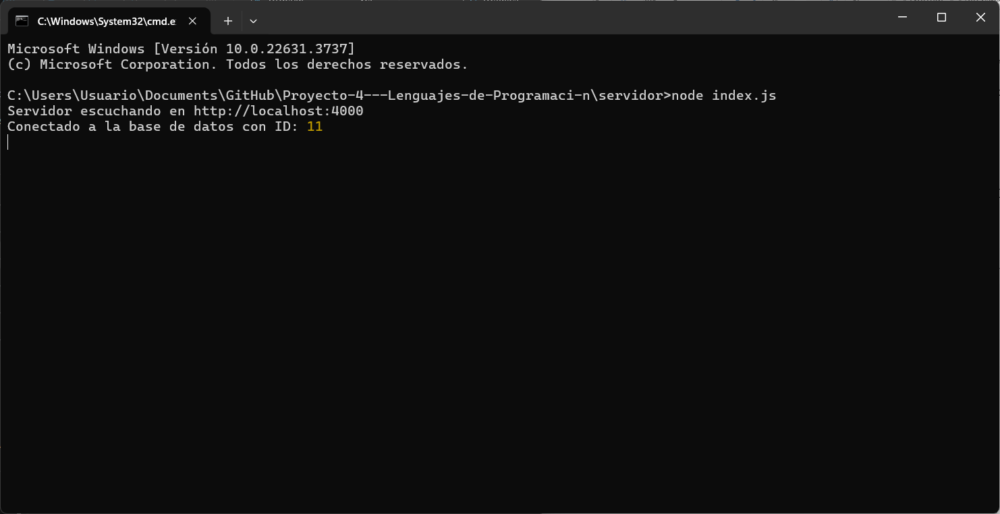 C:\Windows\System32\cmd.e
Microsoft Windows [Versión 10.0.22631.3737]
(c) Microsoft Corporation. Todos los derechos reservados.
C:\Users\Usuario\Documents\GitHub\Proyecto-4---Lenguajes-de-Programaci-n\servidor>node index.js
Servidor escuchando en http://localhost:4000
Conectado a la base de datos con ID: 11